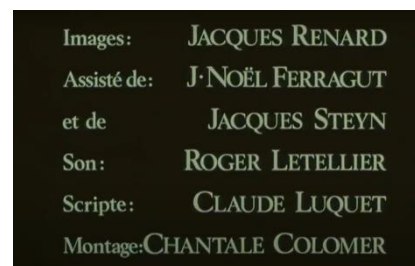 Images: JACQUES RENARD
Assisté de: J·NOËL FERRAGUT
et de JACQUES STEYN
Son: ROGER LETELLIER
Scripte: CLAUDE LUQUET
Montage: CHANTALE COLOMER